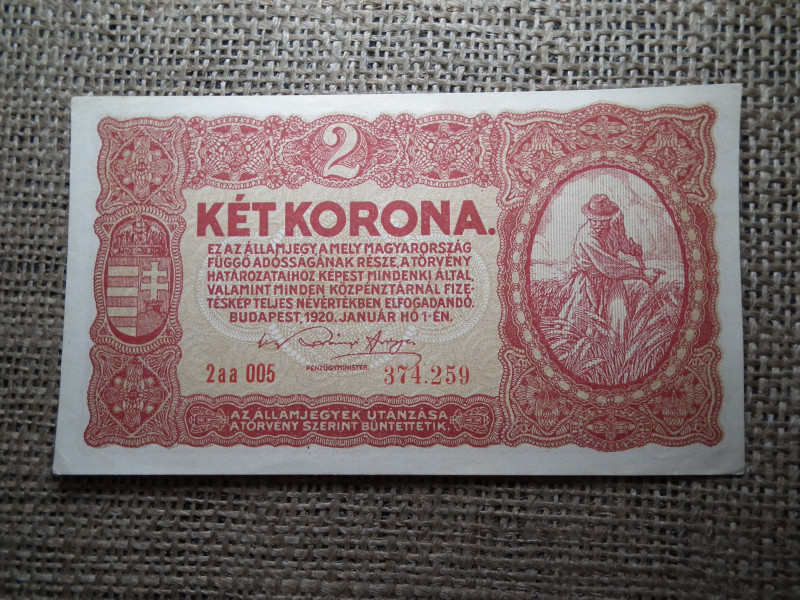 2
KÉT KORONA.
EZ AZ ÁLLAMJEGY, A MELY MAGYARORSZÁG
FÜGGŐ ADÓSSÁGÁNAK RÉSZE, A TÖRVÉNY
HATÁROZATAIHOZ KÉPEST MINDENKI ÁLTAL,
VALAMINT MINDEN KÖZPÉNZTÁRNÁL FIZE-
TÉSKÉP TELJES NÉVÉRTÉKBEN ELFOGADANDÓ.
BUDAPEST, 1920. JANUÁR HÓ 1-ÉN.
2aa 005 PÉNZÜGYMINISTER 374.259
AZ ÁLLAMJEGYEK UTÁNZÁSA
A TÖRVÉNY SZERINT BÜNTETTETIK.